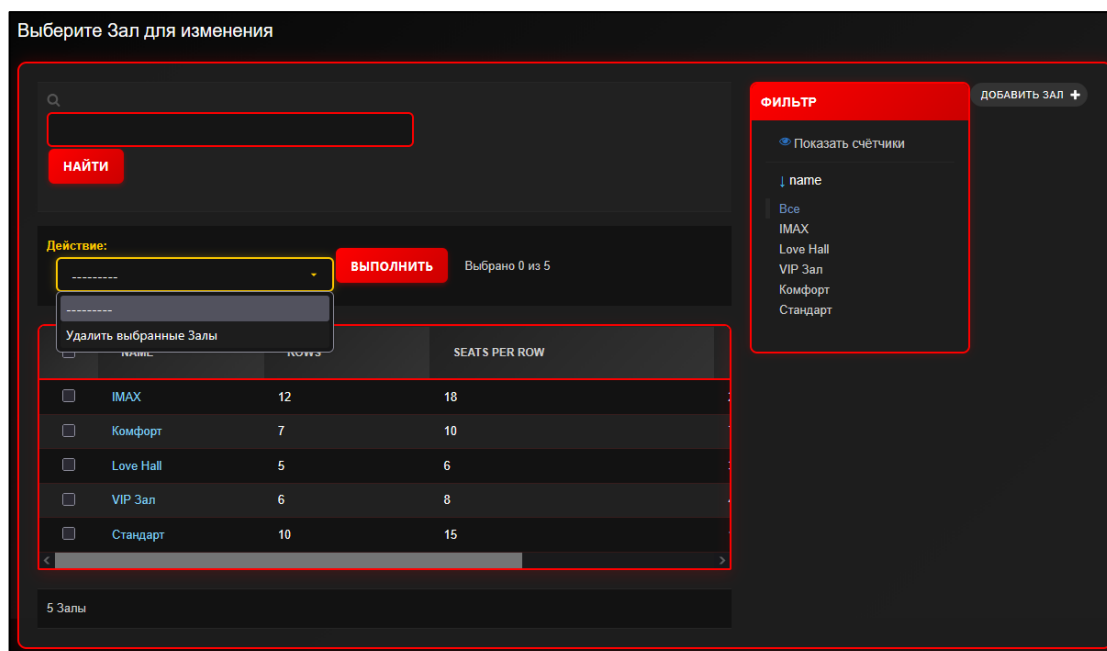 Выберите Зал для изменения
НАЙТИ
Действие:
---------
ВЫПОЛНИТЬ
Выбрано 0 из 5
---------
Удалить выбранные Залы
NAME ROWS SEATS PER ROW
IMAX 12 18
Комфорт 7 10
Love Hall 5 6
VIP Зал 6 8
Стандарт 10 15
5 Залы
ФИЛЬТР
Показать счётчики
↓ name
Все
IMAX
Love Hall
VIP Зал
Комфорт
Стандарт
ДОБАВИТЬ ЗАЛ +